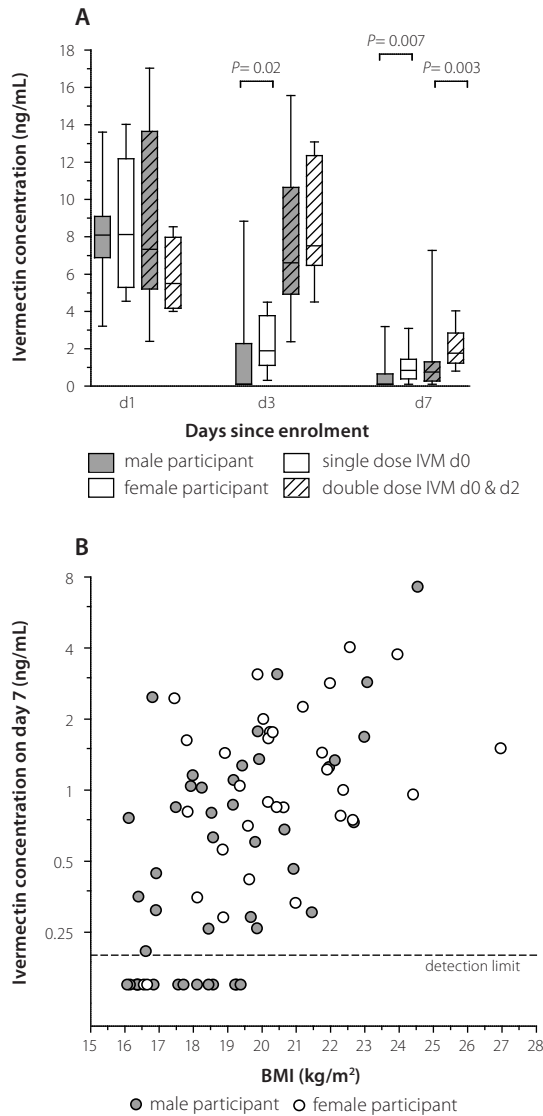 A
P= 0.02
P= 0.007
P= 0.003
Ivermectin concentration (ng/mL)
18
16
14
12
10
8
6
4
2
0
d1 d3 d7
Days since enrolment
male participant single dose IVM d0
female participant double dose IVM d0 & d2
B
Ivermectin concentration on day 7 (ng/mL)
8
4
2
1
0.5
0.25
detection limit
15 16 17 18 19 20 21 22 23 24 25 26 27 28
BMI (kg/m²)
male participant female participant